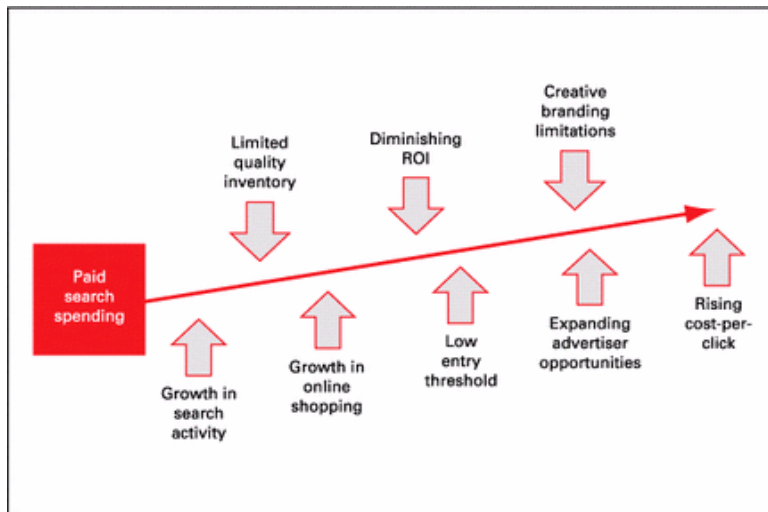 Creative
branding
limitations
Diminishing
ROI
Limited
quality
inventory
Paid
search
spending
Growth in
search
activity
Growth in
online
shopping
Low
entry
threshold
Expanding
advertiser
opportunities
Rising
cost-per-
click